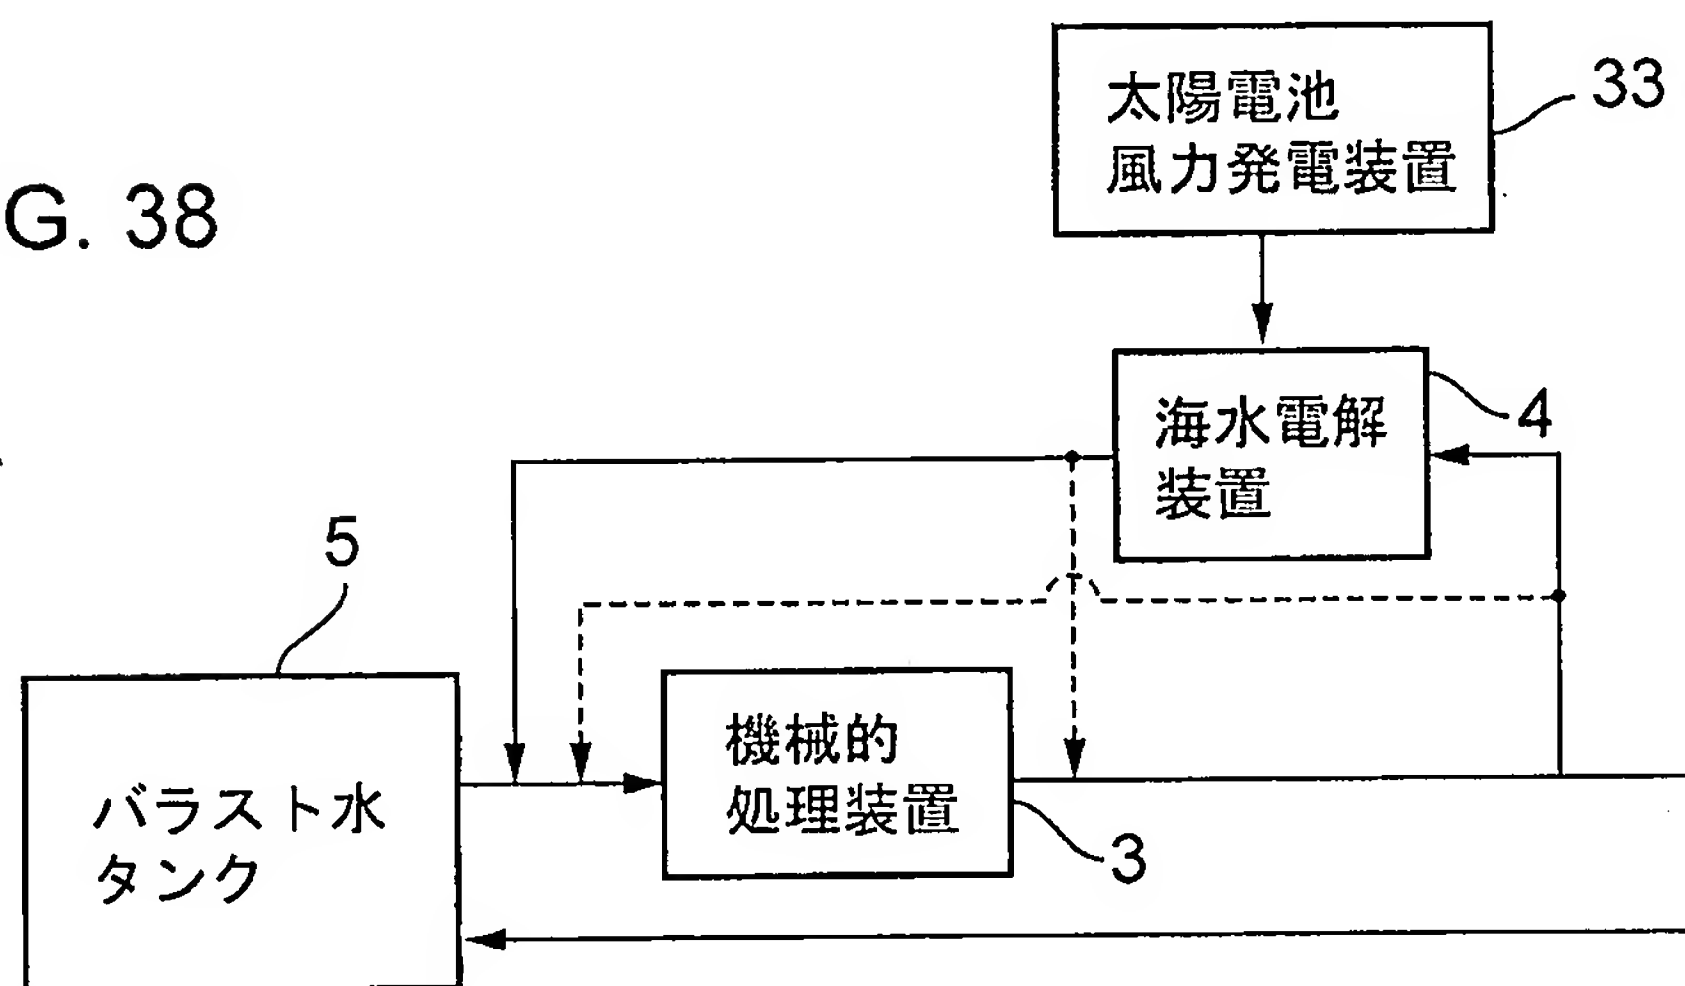 G. 38
太陽電池
風力発電装置
33
海水電解
装置
4
5
機械的
処理装置
3
バラスト水
タンク